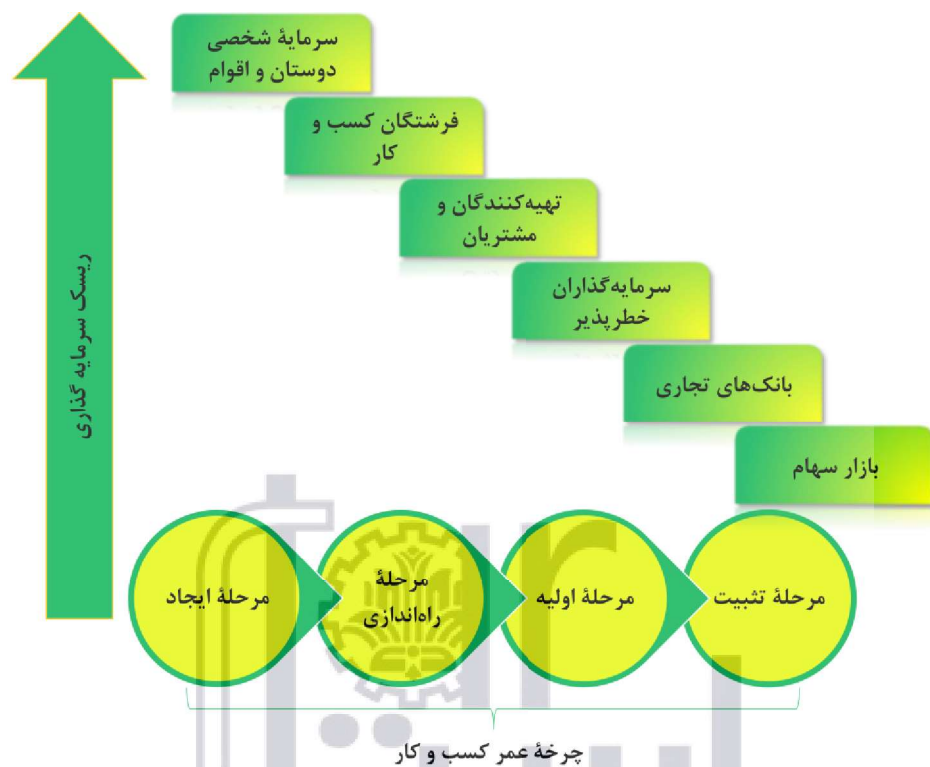 سرمایهٔ شخصی
دوستان و اقوام
فرشتگان کسب و
کار
تهیه‌کنندگان و
مشتریان
سرمایه‌گذاران
خطرپذیر
بانک‌های تجاری
بازار سهام
ریسک سرمایه گذاری
مرحلهٔ ایجاد
مرحلهٔ
راه‌اندازی
مرحلهٔ اولیه
مرحلهٔ تثبیت
چرخهٔ عمر کسب و کار